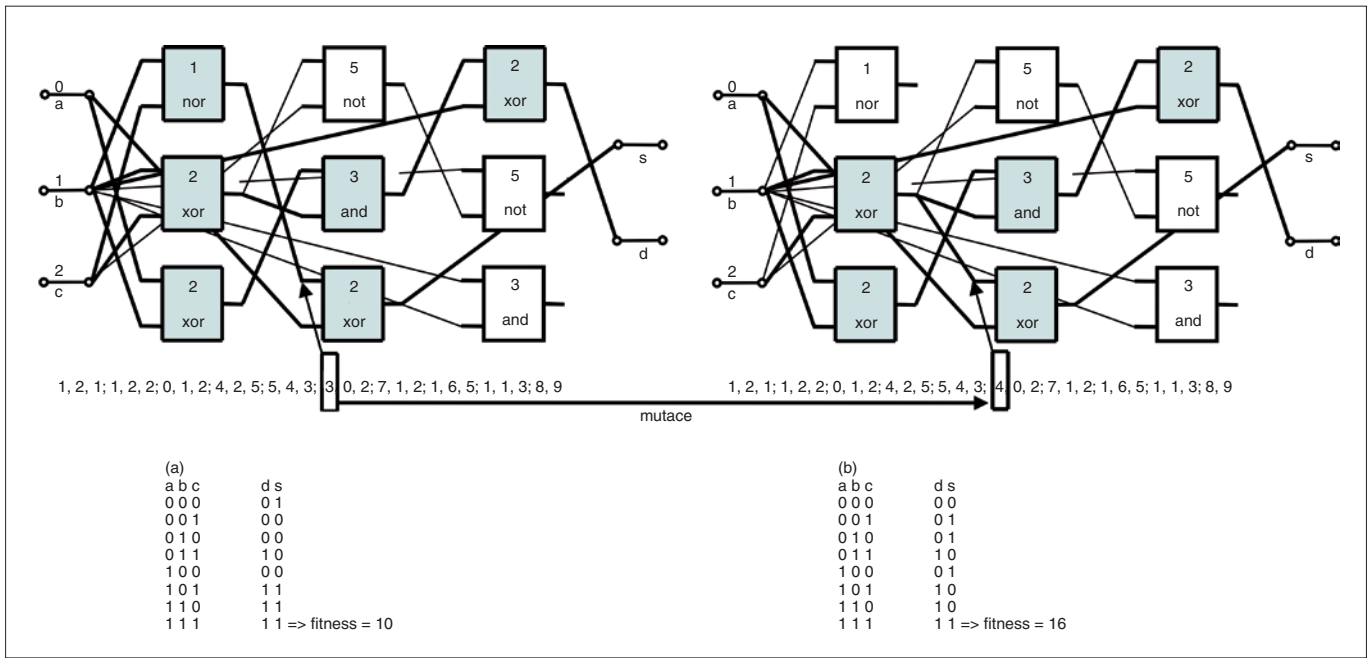 1 5 2 1 5 2
nor not xor nor not xor
0 0
a a
s s
2 3 5 2 3 5
1 1
b b
xor and not xor and not
d d
2 2
c c
2 2 3 2 2 3
xor xor and xor xor and
1, 2, 1; 1, 2, 2; 0, 1, 2; 4, 2, 5; 5, 4, 3; 3, 0, 2; 7, 1, 2; 1, 6, 5; 1, 1, 3; 8, 9 1, 2, 1; 1, 2, 2; 0, 1, 2; 4, 2, 5; 5, 4, 3; 4, 0, 2; 7, 1, 2; 1, 6, 5; 1, 1, 3; 8, 9
mutace
(a)
a b c d s
0 0 0 0 1
0 0 1 0 0
0 1 0 0 0
0 1 1 1 0
1 0 0 0 0
1 0 1 1 1
1 1 0 1 1
1 1 1 1 1 => fitness = 10
(b)
a b c d s
0 0 0 0 0
0 0 1 0 1
0 1 0 0 1
0 1 1 1 0
1 0 0 0 1
1 0 1 1 0
1 1 0 1 0
1 1 1 1 1 => fitness = 16